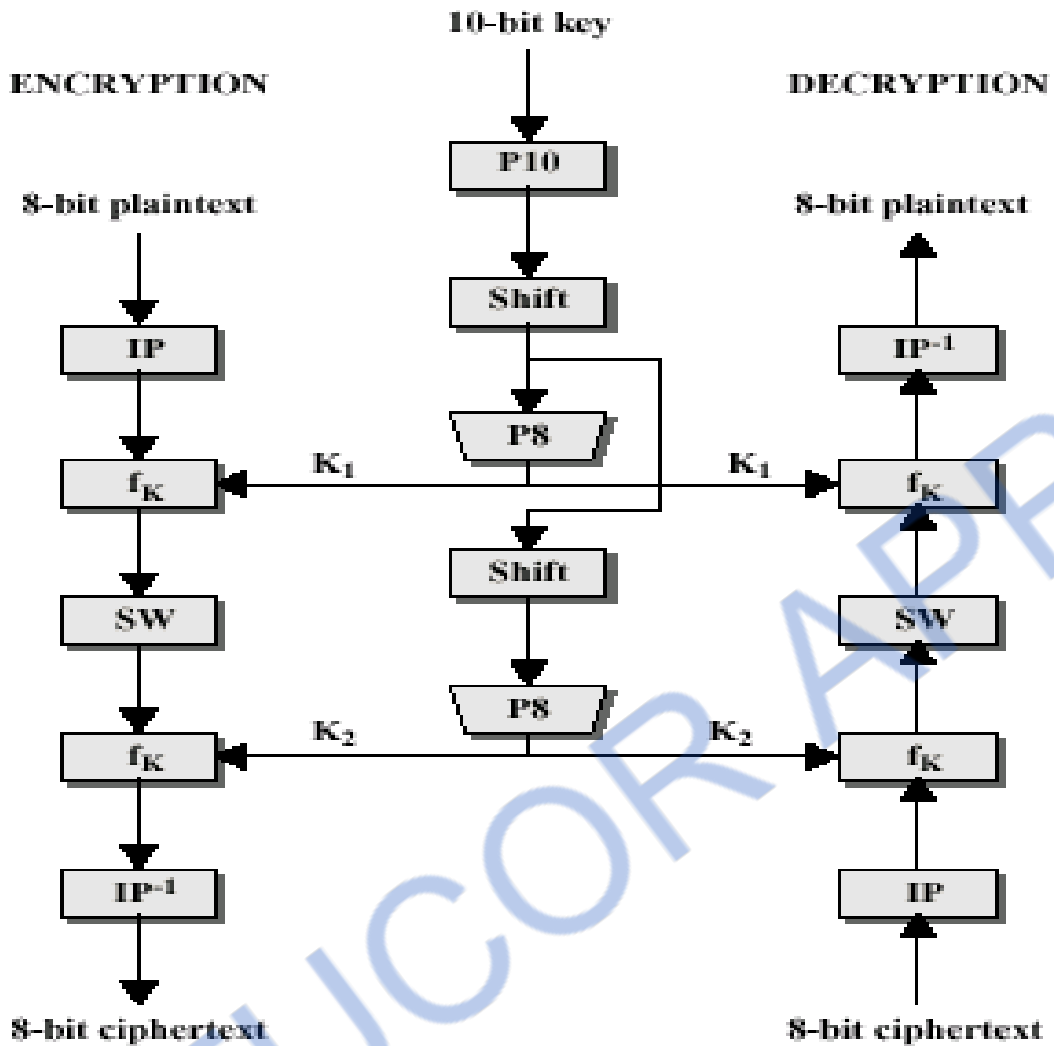 10-bit key
ENCRYPTION
DECRYPTION
P10
8-bit plaintext
8-bit plaintext
Shift
IP
IP-1
P8
K1
K1
fK
fK
Shift
SW
SW
P8
K2
K2
fK
fK
IP-1
IP
8-bit ciphertext
8-bit ciphertext